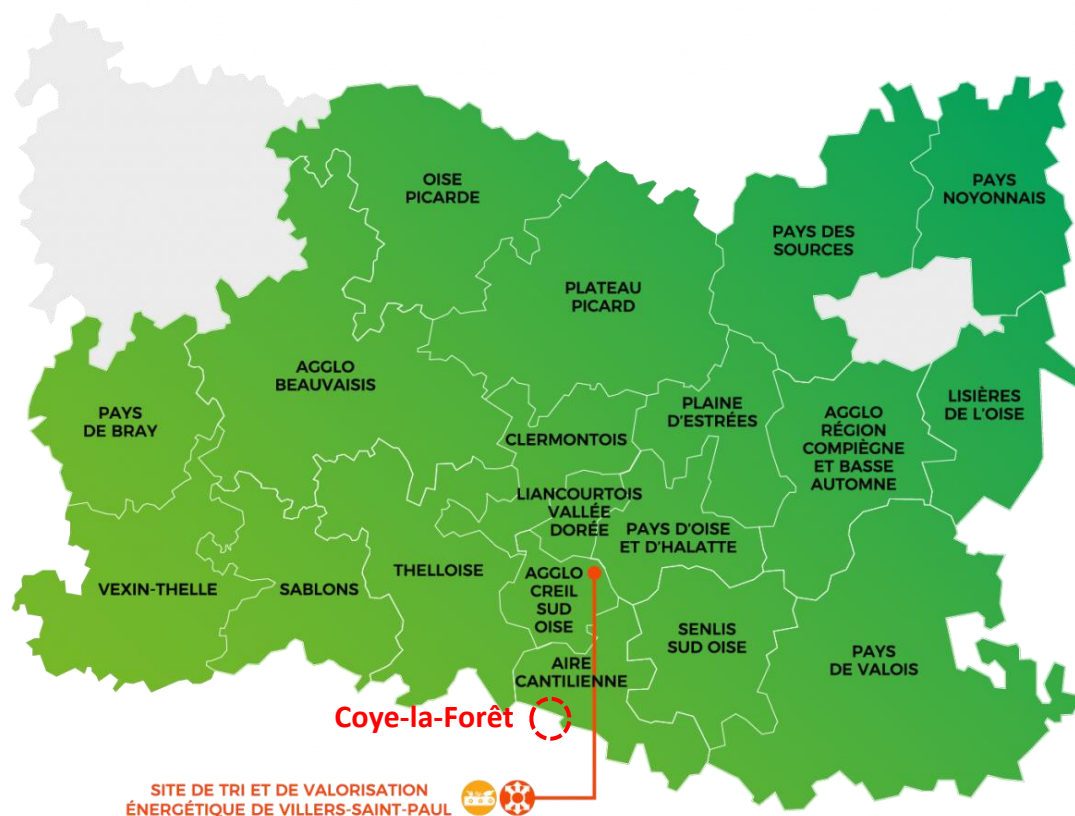 OISE
PICARDE
PAYS
NOYONNAIS
PAYS DES
SOURCES
PLATEAU
PICARD
AGGLO
BEAUVAISIS
PAYS
DE BRAY
PLAINE
D'ESTRÉES
LISIÈRES
DE L'OISE
AGGLO
RÉGION
COMPIÈGNE
ET BASSE
AUTOMNE
CLERMONTOIS
LIANCOURTOIS
VALLÉE
DORÉE
PAYS D'OISE
ET D'HALATTE
VEXIN-THELLE
SABLONS
THELLOISE
AGGLO
CREIL
SUD
OISE
SENLIS
SUD OISE
PAYS
DE VALOIS
AIRE
CANTILIENNE
Coye-la-Forêt
SITE DE TRI ET DE VALORISATION
ÉNERGÉTIQUE DE VILLERS-SAINT-PAUL